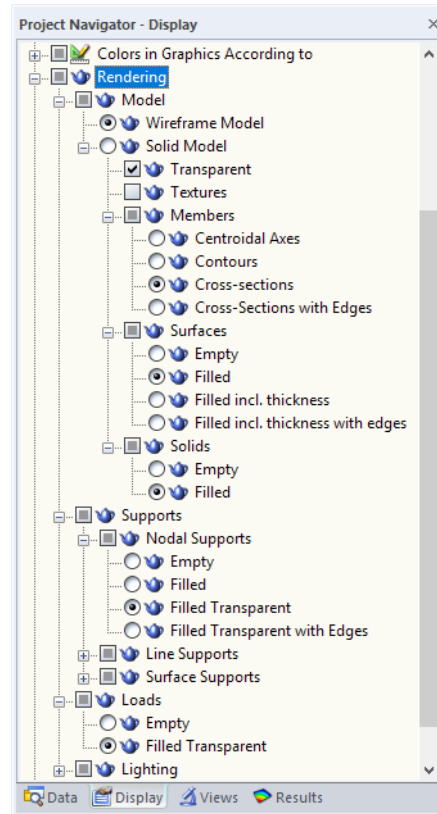 Project Navigator - Display
Colors in Graphics According to
Rendering
Model
Wireframe Model
Solid Model
Transparent
Textures
Members
Centroidal Axes
Contours
Cross-sections
Cross-Sections with Edges
Surfaces
Empty
Filled
Filled incl. thickness
Filled incl. thickness with edges
Solids
Empty
Filled
Supports
Nodal Supports
Empty
Filled
Filled Transparent
Filled Transparent with Edges
Line Supports
Surface Supports
Loads
Empty
Filled Transparent
Lighting
Data Display Views Results